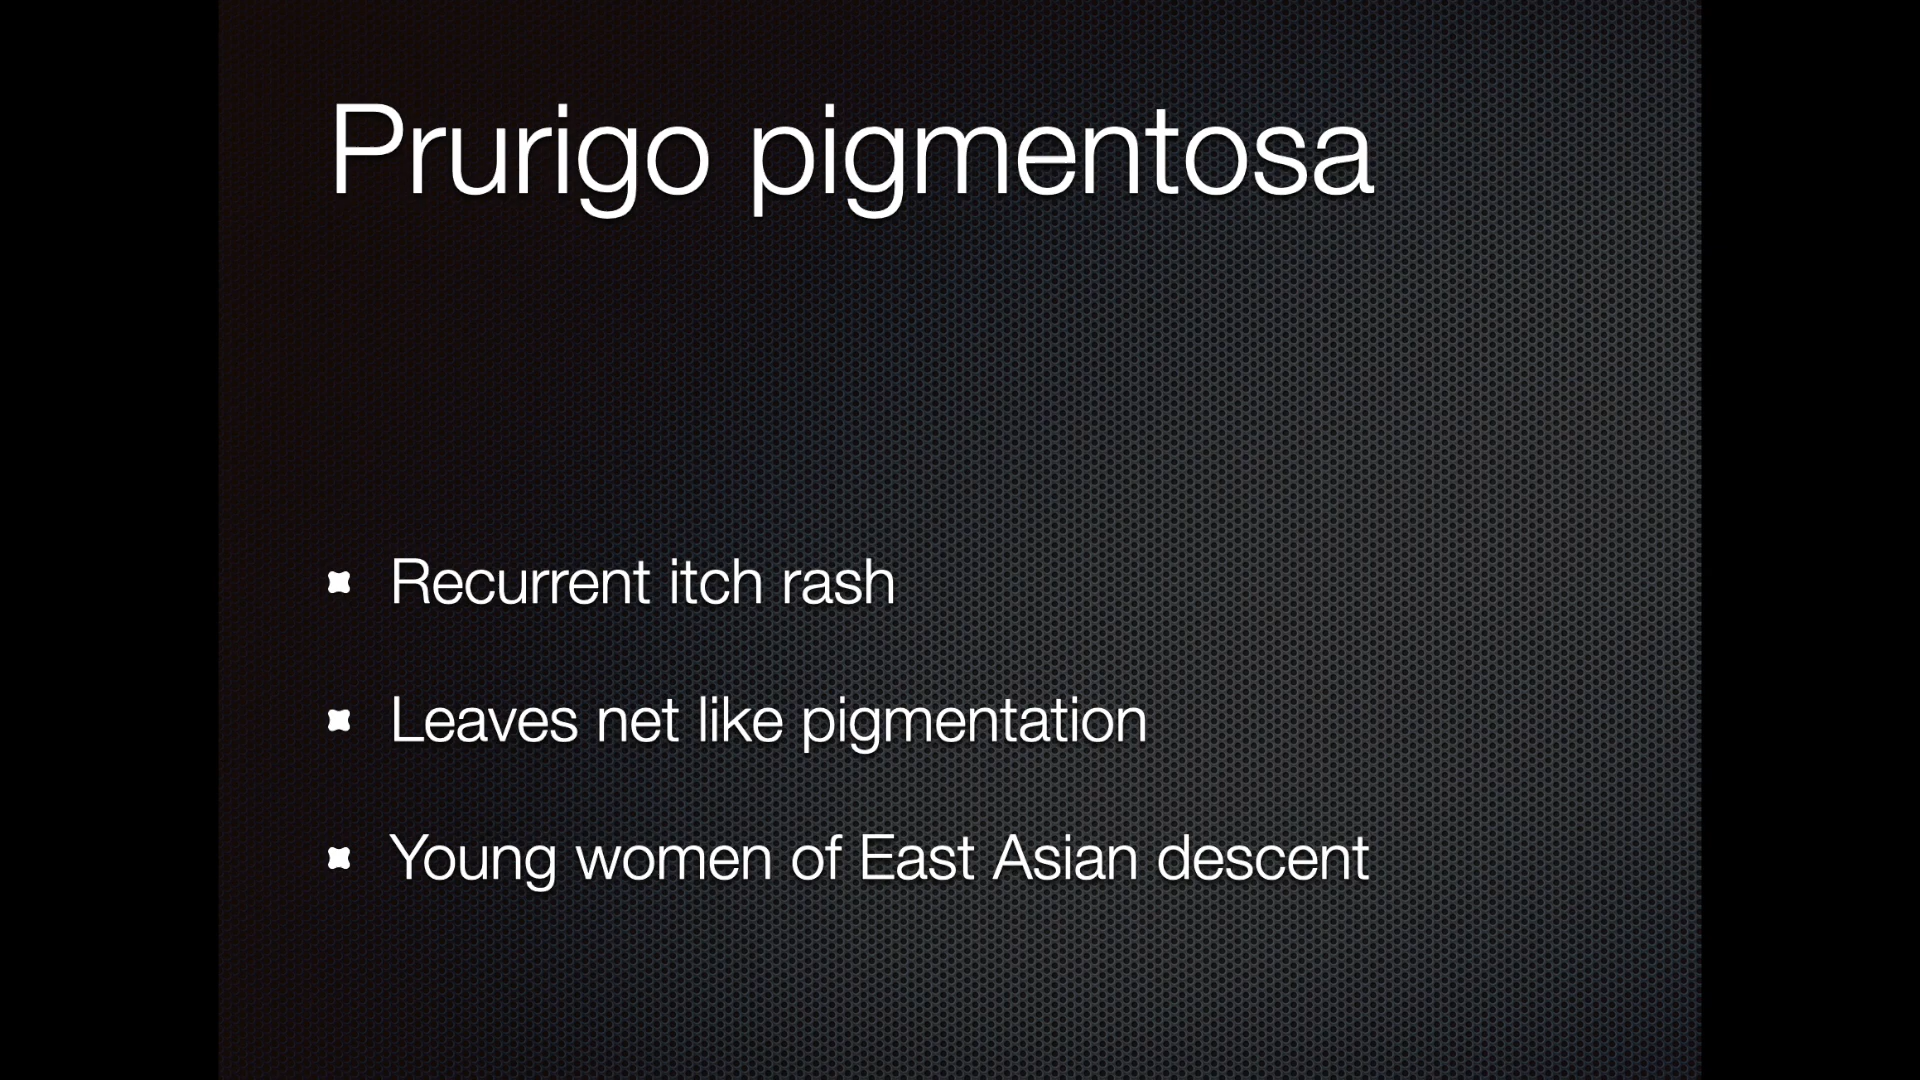 Prurigo pigmentosa
Recurrent itch rash
Leaves net like pigmentation
Young women of East Asian descent